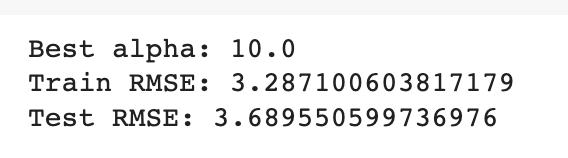 Best alpha: 10.0
Train RMSE: 3.287100603817179
Test RMSE: 3.689550599736976